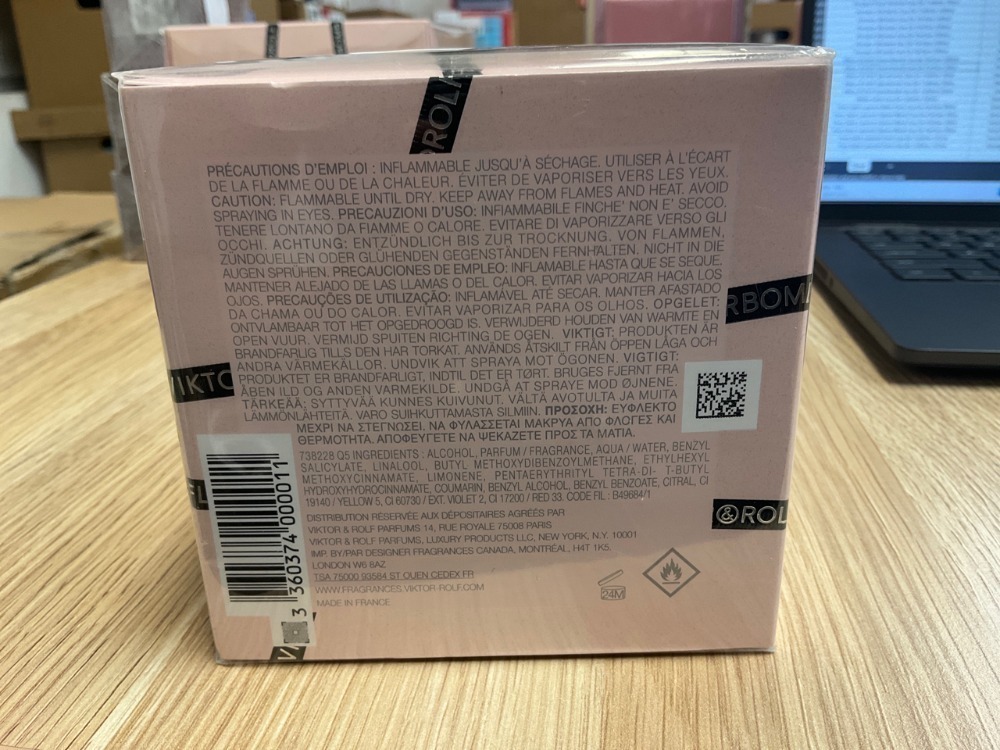 ROLF
PRÉCAUTIONS D'EMPLOI : INFLAMMABLE JUSQU'À SÉCHAGE. UTILISER À L'ÉCART
DE LA FLAMME OU DE LA CHALEUR. ÉVITER DE VAPORISER VERS LES YEUX.
CAUTION: FLAMMABLE UNTIL DRY. KEEP AWAY FROM FLAMES AND HEAT. AVOID
SPRAYING IN EYES. PRECAUZIONI D'USO: INFIAMMABILE FINCHE' NON E' SECCO.
TENERE LONTANO DA FIAMME O CALORE. EVITARE DI VAPORIZZARE VERSO GLI
OCCHI. ACHTUNG: ENTZÜNDLICH BIS ZUR TROCKNUNG. VON FLAMMEN,
ZÜNDQUELLEN ODER GLÜHENDEN GEGENSTÄNDEN FERNHALTEN. NICHT IN DIE
AUGEN SPRÜHEN. PRECAUCIONES DE EMPLEO: INFLAMABLE HASTA QUE SE SEQUE.
MANTENER ALEJADO DE LAS LLAMAS O DEL CALOR. EVITAR VAPORIZAR HACIA LOS
OJOS. PRECAUÇÕES DE UTILIZAÇÃO: INFLAMÁVEL ATÉ SECAR. MANTER AFASTADO
DA CHAMA OU DO CALOR. EVITAR VAPORIZAR PARA OS OLHOS. OPGELET:
ONTVLAMBAAR TOT HET OPGEDROOGD IS. VERWIJDERD HOUDEN VAN WARMTE EN
OPEN VUUR. VERMIJD SPUITEN RICHTING DE OGEN. VIKTIGT: PRODUKTEN ÄR
BRANDFARLIG TILLS DEN HAR TORKAT. ANVÄNDS ÅTSKILT FRÅN ÖPPEN LÅGA OCH
ANDRA VÄRMEKÄLLOR. UNDVIK ATT SPRAYA MOT ÖGONEN. VIGTIGT:
PRODUKTET ER BRANDFARLIGT, INDTIL DET ER TØRT. BRUGES FJERNT FRA
ÅBEN ILD OG ANDEN VARMEKILDE. UNDGÅ AT SPRAYE MOD ØJNENE.
TÄRKEÄÄ: SYTTYVÄÄ KUNNES KUIVUNUT. VÄLTÄ AVOTULTA JA MUITA
LÄMMÖNLÄHTEITÄ. VARO SUIHKUTTAMASTA SILMIIN. ΠΡΟΣΟΧΗ: ΕΥΦΛΕΚΤΟ
ΜΕΧΡΙ ΝΑ ΣΤΕΓΝΩΣΕΙ. ΝΑ ΦΥΛΑΣΣΕΤΑΙ ΜΑΚΡΥΑ ΑΠΟ ΦΛΟΓΕΣ ΚΑΙ
ΘΕΡΜΟΤΗΤΑ. ΑΠΟΦΕΥΓΕΤΕ ΝΑ ΨΕΚΑΖΕΤΕ ΠΡΟΣ ΤΑ ΜΑΤΙΑ.
RBOM
VIKTO
FL
&ROL
738228 Q5 INGREDIENTS : ALCOHOL, PARFUM / FRAGRANCE, AQUA / WATER, BENZYL
SALICYLATE, LINALOOL, BUTYL METHOXYDIBENZOYLMETHANE, ETHYLHEXYL
METHOXYCINNAMATE, LIMONENE, PENTAERYTHRITYL TETRA-DI- T-BUTYL
HYDROXYHYDROCINNAMATE, COUMARIN, BENZYL ALCOHOL, BENZYL BENZOATE, CITRAL, CI
19140 / YELLOW 5, CI 60730 / EXT. VIOLET 2, CI 17200 / RED 33. CODE FIL : B49684/1
DISTRIBUTION RÉSERVÉE AUX DÉPOSITAIRES AGRÉÉS PAR
VIKTOR & ROLF PARFUMS 14, RUE ROYALE 75008 PARIS
VIKTOR & ROLF PARFUMS, LUXURY PRODUCTS LLC, NEW YORK, N.Y. 10001
IMP. BY/PAR DESIGNER FRAGRANCES CANADA, MONTRÉAL, H4T 1K5.
LONDON W6 8AZ
TSA 75000 93584 ST OUEN CEDEX FR
WWW.FRAGRANCES.VIKTOR-ROLF.COM
MADE IN FRANCE
24M
3 360374 000011